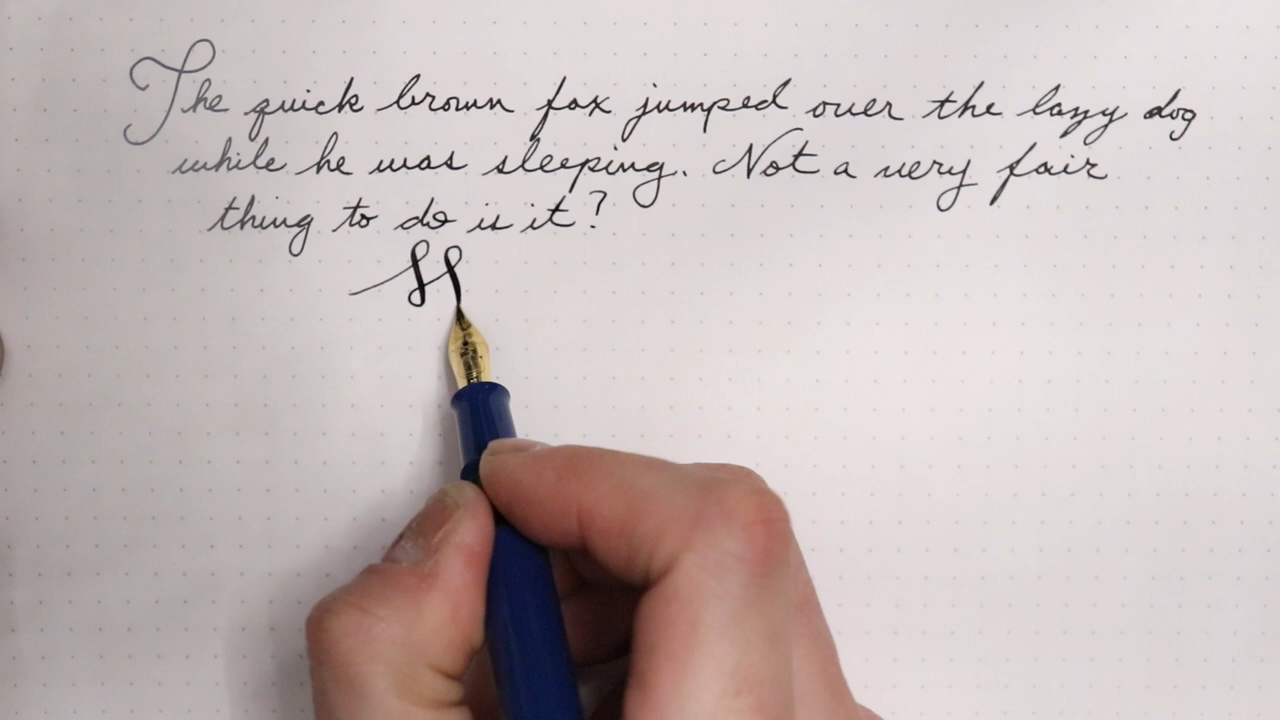 The quick brown fox jumped over the lazy dog
while he was sleeping. Not a very fair
thing to do is it?